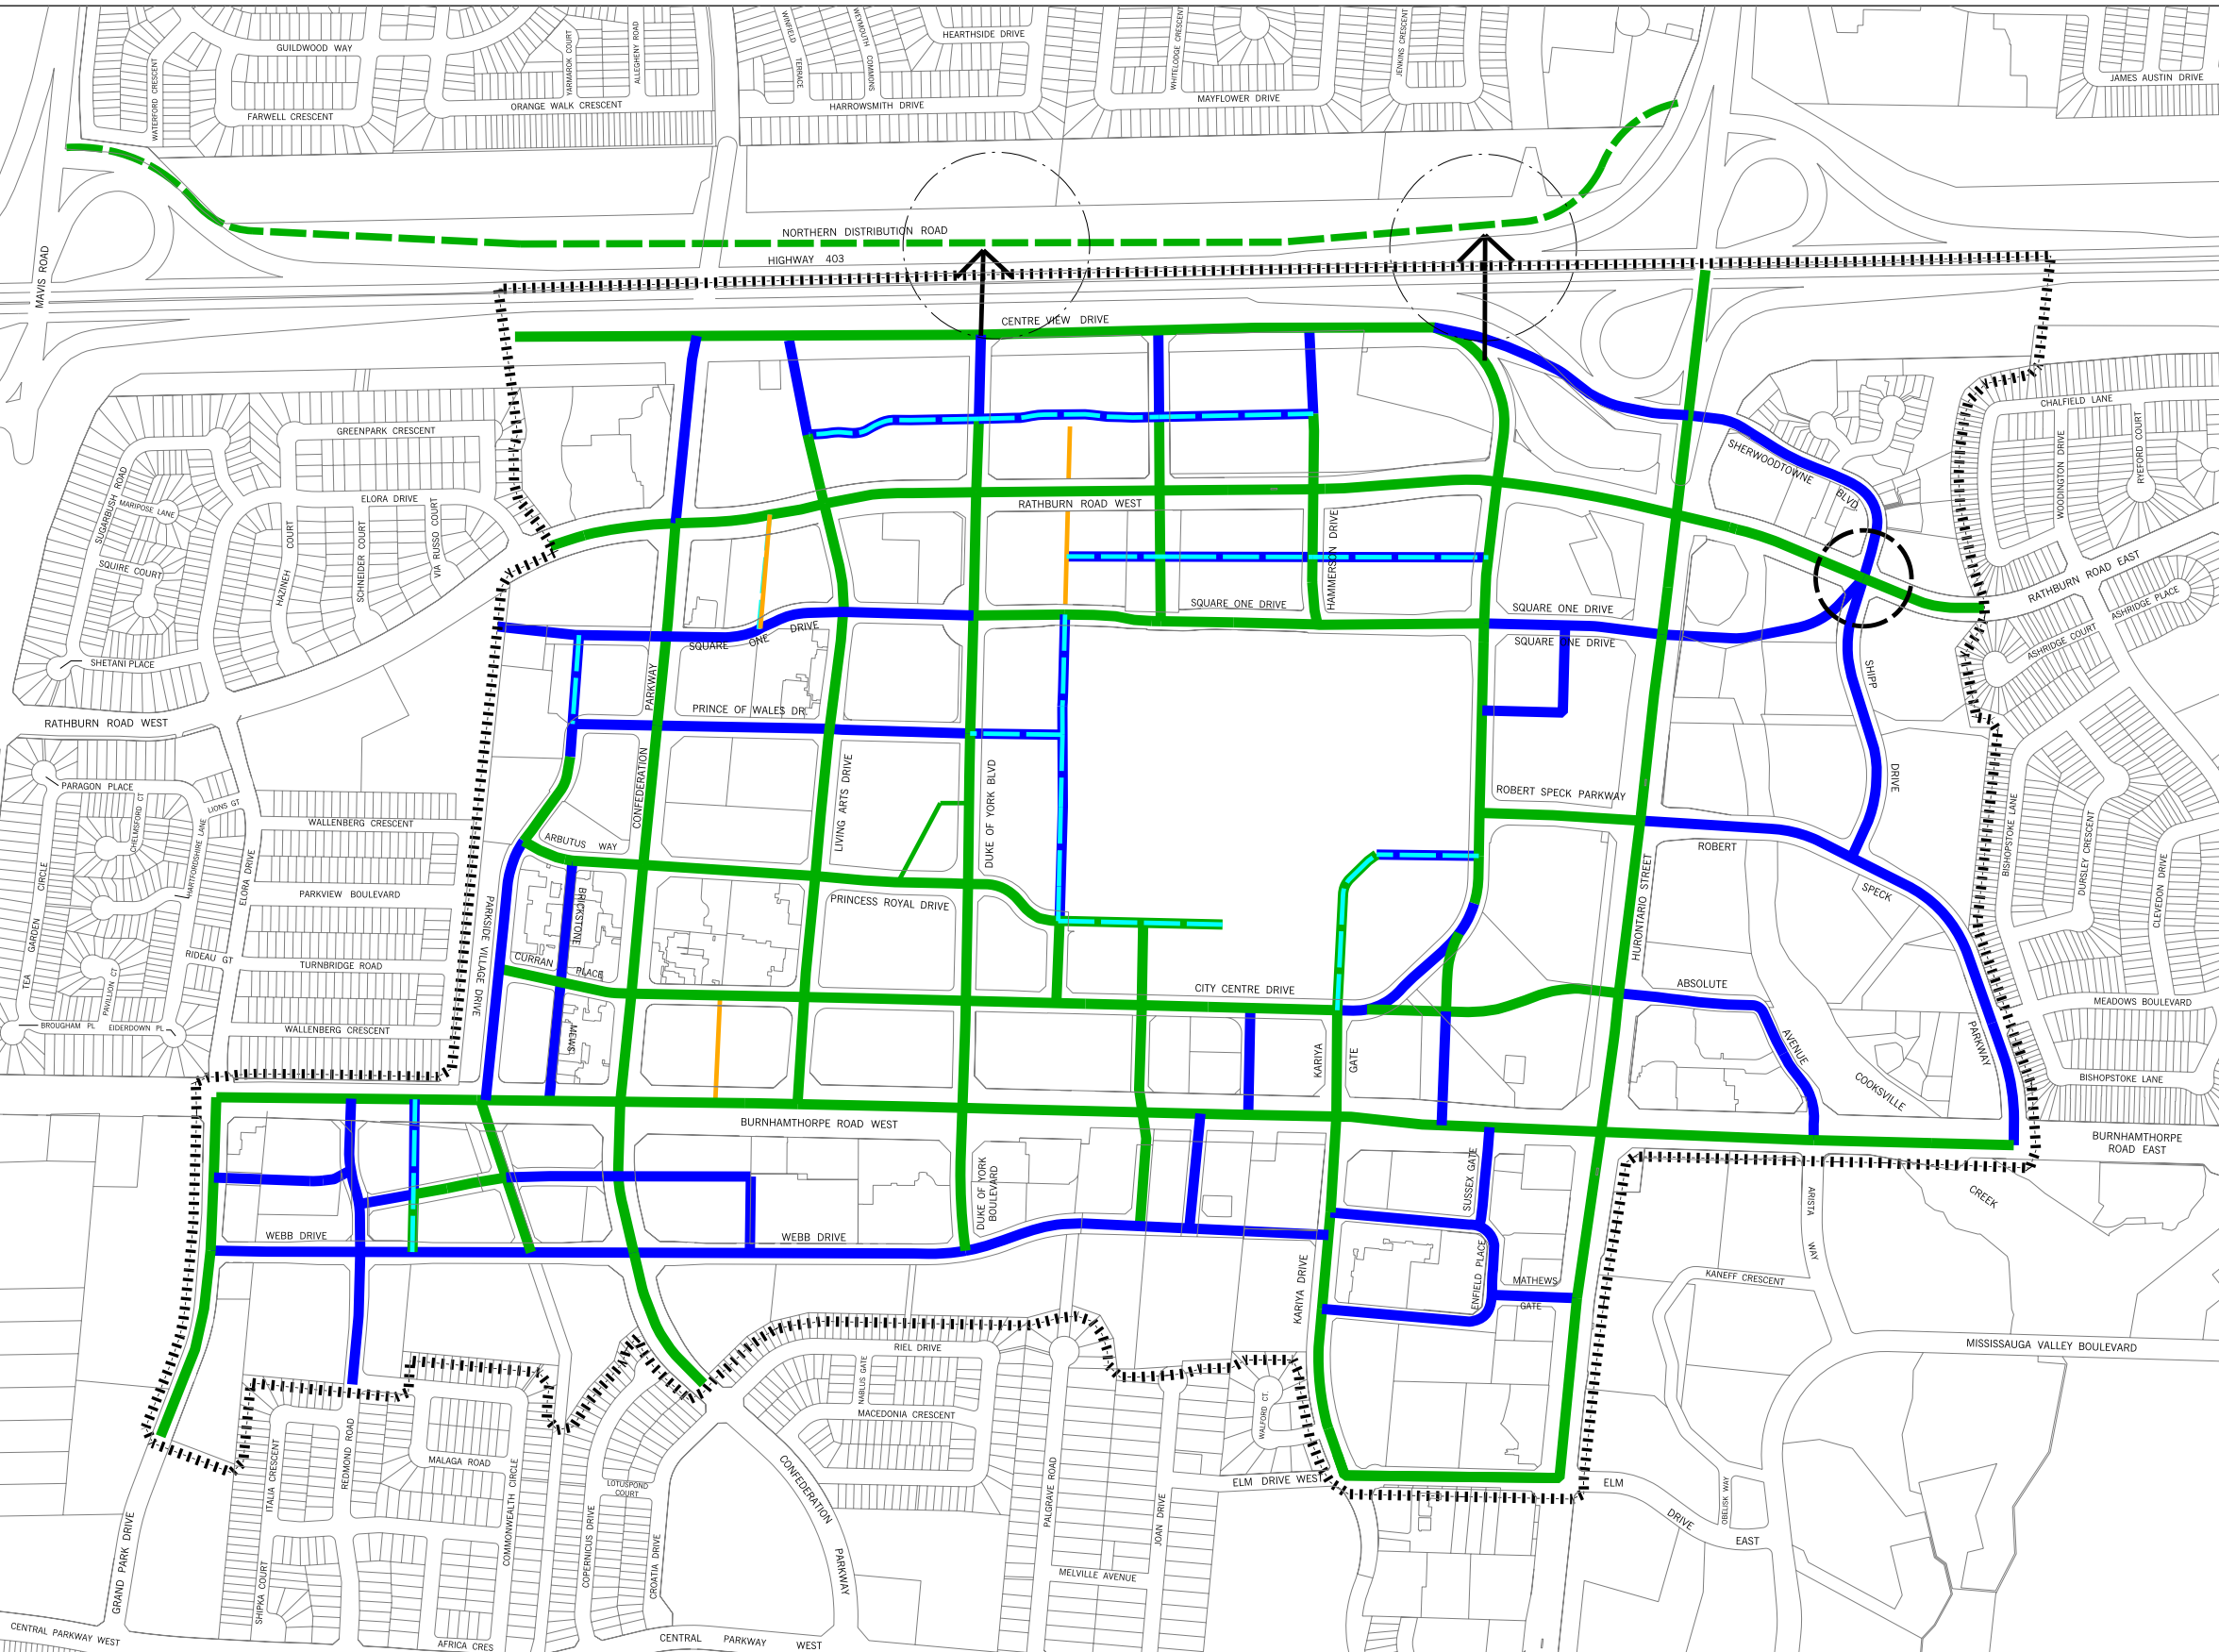 GUILDWOOD WAY
WATERFORD CRESCENT
FARWELL CRESCENT
YARMAROK COURT
ALLEGHENY ROAD
ORANGE WALK CRESCENT
WINFIELD
TERRACE
WEYMOUTH
COMMONS
HEARTHSIDE DRIVE
HARROWSMITH DRIVE
WHITELODGE CRESCENT
MAYFLOWER DRIVE
JENKINS CRESCENT
JAMES AUSTIN DRIVE
MAVIS ROAD
NORTHERN DISTRIBUTION ROAD
HIGHWAY 403
CENTRE VIEW DRIVE
GREENPARK CRESCENT
ELORA DRIVE
SUGARBUSH ROAD
MARIPOSE LANE
SQUIRE COURT
HAZINEH
COURT
SCHNEIDER COURT
VIA RUSSO COURT
SHETANI PLACE
RATHBURN ROAD WEST
RATHBURN ROAD WEST
HAMMERSON DRIVE
SQUARE ONE DRIVE
SQUARE ONE DRIVE
SQUARE ONE DRIVE
SQUARE ONE DRIVE
SHERWOODTOWNE
BLVD.
CHALFIELD LANE
WOODINGTON DRIVE
RYEFORD COURT
RATHBURN ROAD EAST
ASHRIDGE PLACE
ASHRIDGE COURT
SHIPP
DRIVE
PARKWAY
CONFEDERATION
PRINCE OF WALES DR.
LIVING ARTS DRIVE
DUKE OF YORK BLVD
ROBERT SPECK PARKWAY
ROBERT
SPECK
PARKWAY
HURONTARIO STREET
PARAGON PLACE
LIONS GT
CHELMSFORD CT
HARTFORDSHIRE LANE
TEA
GARDEN
CIRCLE
ELORA DRIVE
RIDEAU GT
PAVILLION CT
BROUGHAM PL
EIDERDOWN PL
WALLENBERG CRESCENT
PARKVIEW BOULEVARD
TURNBRIDGE ROAD
WALLENBERG CRESCENT
PARKSIDE VILLAGE DRIVE
ARBUTUS WAY
BRICKSTONE
MEWS
CURRAN PLACE
PRINCESS ROYAL DRIVE
CITY CENTRE DRIVE
KARIYA
GATE
ABSOLUTE
AVENUE
COOKSVILLE
CREEK
BISHOPSTOKE LANE
DURSLEY CRESCENT
CLEVEDON DRIVE
MEADOWS BOULEVARD
BISHOPSTOKE LANE
BURNHAMTHORPE
ROAD EAST
BURNHAMTHORPE ROAD WEST
DUKE OF YORK
BOULEVARD
WEBB DRIVE
WEBB DRIVE
SUSSEX GATE
ENFIELD PLACE
MATHEWS
GATE
KARIYA DRIVE
ARISTA
WAY
KANEFF CRESCENT
MISSISSAUGA VALLEY BOULEVARD
RIEL DRIVE
NABLUS GATE
MACEDONIA CRESCENT
WALFORD CT.
ELM DRIVE WEST
ELM
DRIVE
EAST
OBELISK WAY
ITALIA CRESCENT
REDMOND ROAD
MALAGA ROAD
COMMONWEALTH CIRCLE
SHIPKA COURT
COPERNICUS DRIVE
LOTUSPOND
COURT
CROATIA DRIVE
CONFEDERATION
PARKWAY
PALGRAVE ROAD
JOAN DRIVE
MELVILLE AVENUE
GRAND PARK DRIVE
CENTRAL PARKWAY WEST
AFRICA CRES
CENTRAL PARKWAY WEST